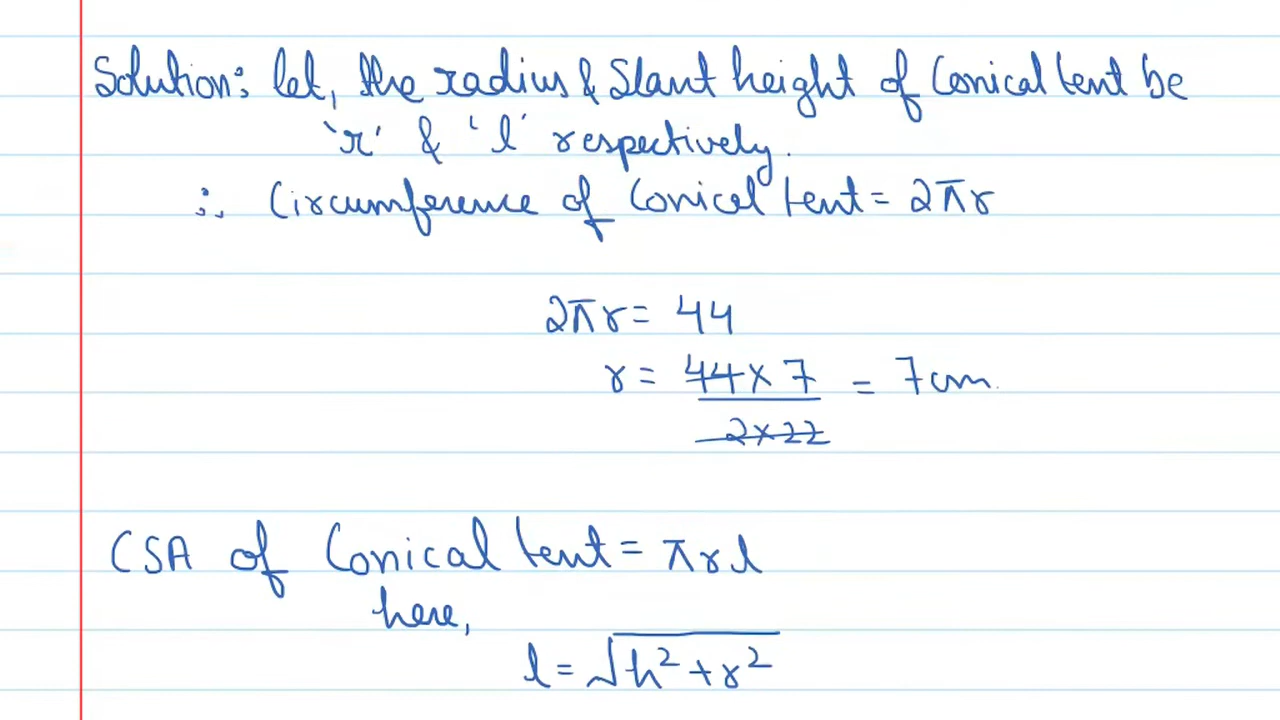 Solution: let, the radius & Slant height of Conical tent be
'r' & 'l' respectively.
∴ Circumference of Conical tent = 2πr
2πr = 44
r = 44 × 7 / 2×22 = 7cm.
CSA of Conical tent = πrl
here,
l = √h²+r²